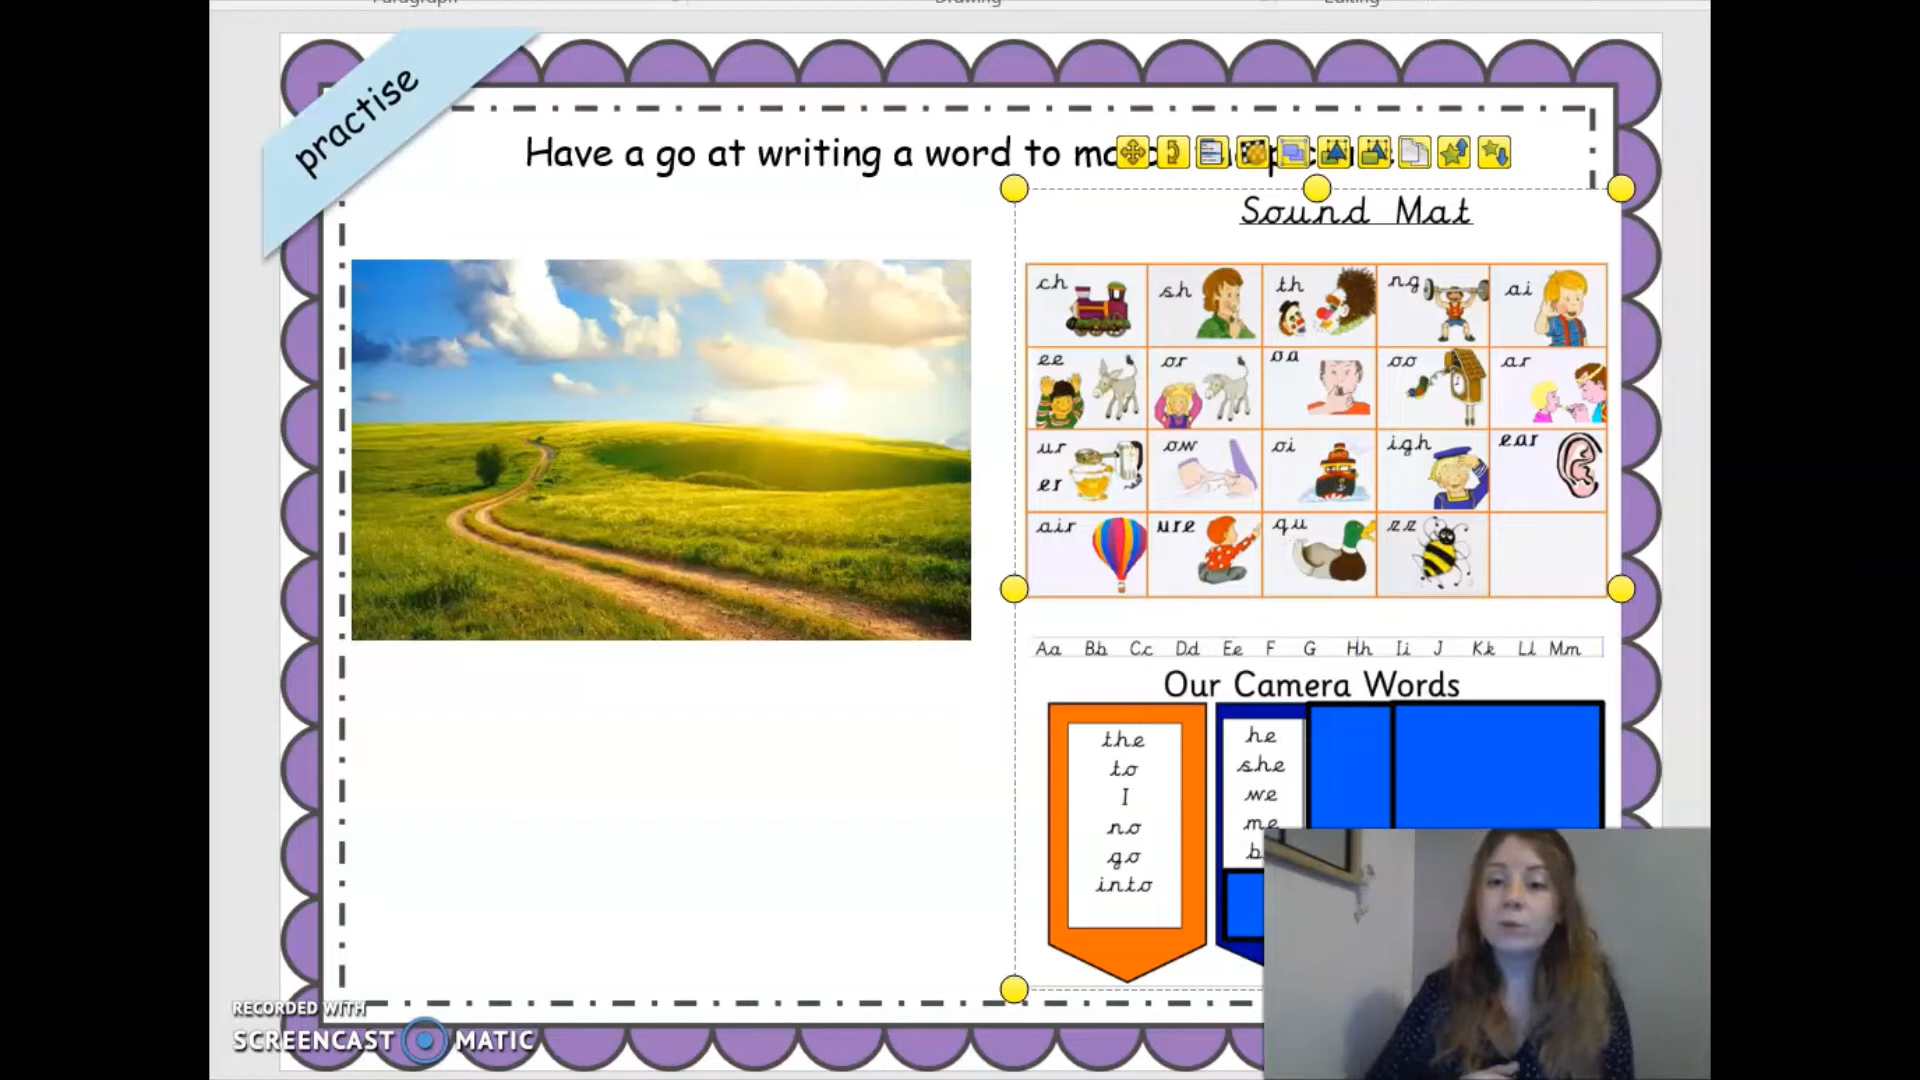 practise
Have a go at writing a word to
Sound Mat
ch sh th ng ai
ee or oa oo ar
ur ow oi igh ear
er
air ure qu zz
Aa Bb Cc Dd Ee F G Hh Ii J Kk Ll Mm
Our Camera Words
the
to
I
no
go
into
he
she
we
me
RECORDED WITH
SCREENCAST MATIC